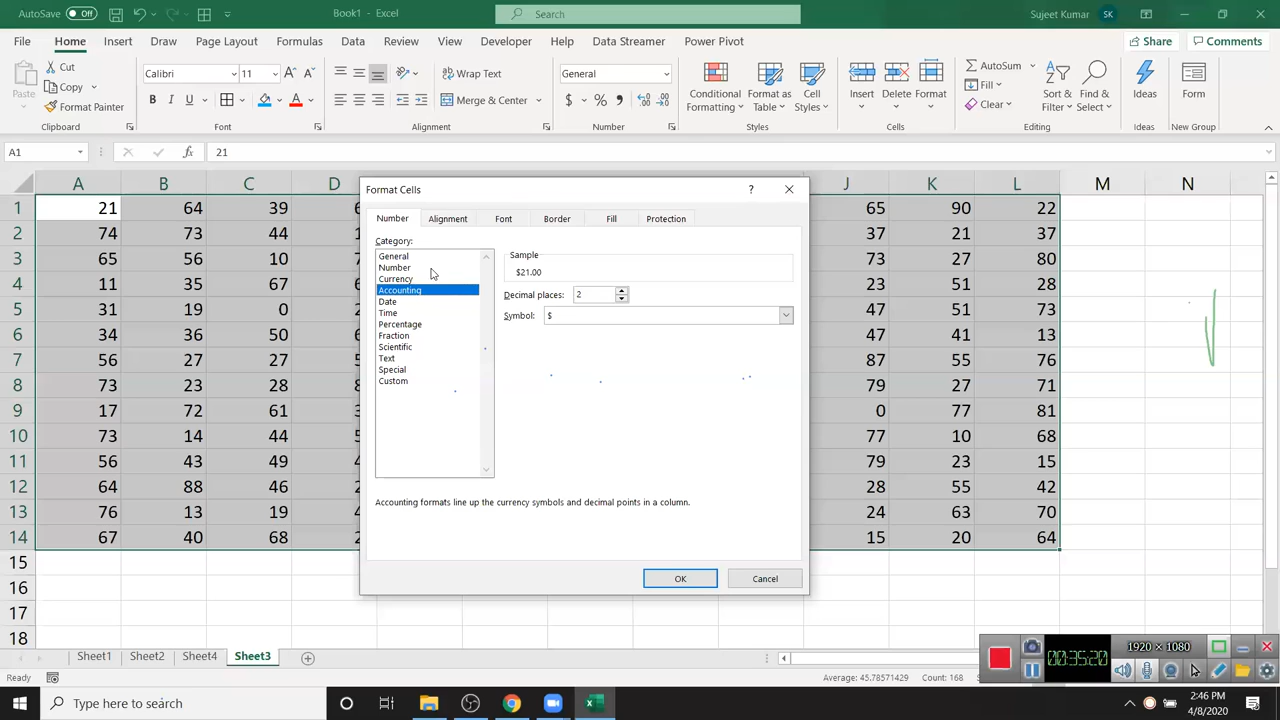 AutoSave Off Book1 - Excel Search Sujeet Kumar SK
File Home Insert Draw Page Layout Formulas Data Review View Developer Help Data Streamer Power Pivot Share Comments
Cut Calibri 11 Wrap Text General AutoSum
Copy Fill
Paste Format Painter B I U A Merge & Center $ % Conditional Formatting Format as Table Cell Styles Insert Delete Format Clear Sort & Filter Find & Select Ideas Form
Clipboard Font Alignment Number Styles Cells Editing Ideas New Group
A1 fx 21
A B C D J K L M N
1 21 64 39 65 90 22
2 74 73 44 37 21 37
3 73 56 10 73 27 80
4 11 35 67 23 51 28
5 51 19 0 47 51 73
6 34 36 50 47 41 13
7 56 27 27 87 55 76
8 73 23 28 79 27 71
9 17 72 61 0 77 81
10 73 14 44 77 10 68
11 56 43 49 79 23 15
12 64 88 46 28 55 42
13 76 13 19 24 63 70
14 67 40 68 15 20 64
15
16
17
18
Format Cells ?
Number Alignment Font Border Fill Protection
Category:
General
Number
Currency
Accounting
Date
Time
Percentage
Fraction
Scientific
Text
Special
Custom
Sample
$21.00
Decimal places: 2
Symbol: $
Accounting formats line up the currency symbols and decimal points in a column.
OK Cancel
Sheet1 Sheet2 Sheet4 Sheet3
Ready Average: 45.78571429 Count: 168
1920 × 1080
00:35:20
Type here to search
2:46 PM
4/8/2020